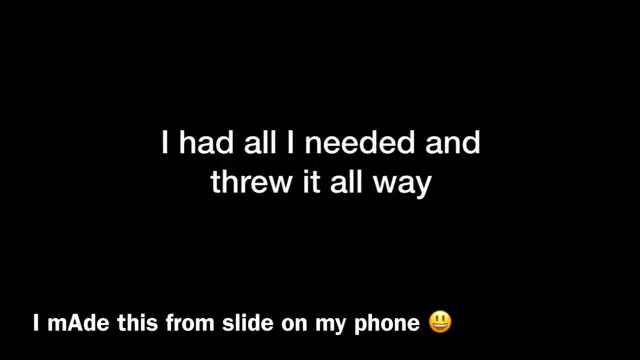 I had all I needed and
threw it all way
I mAde this from slide on my phone 😃